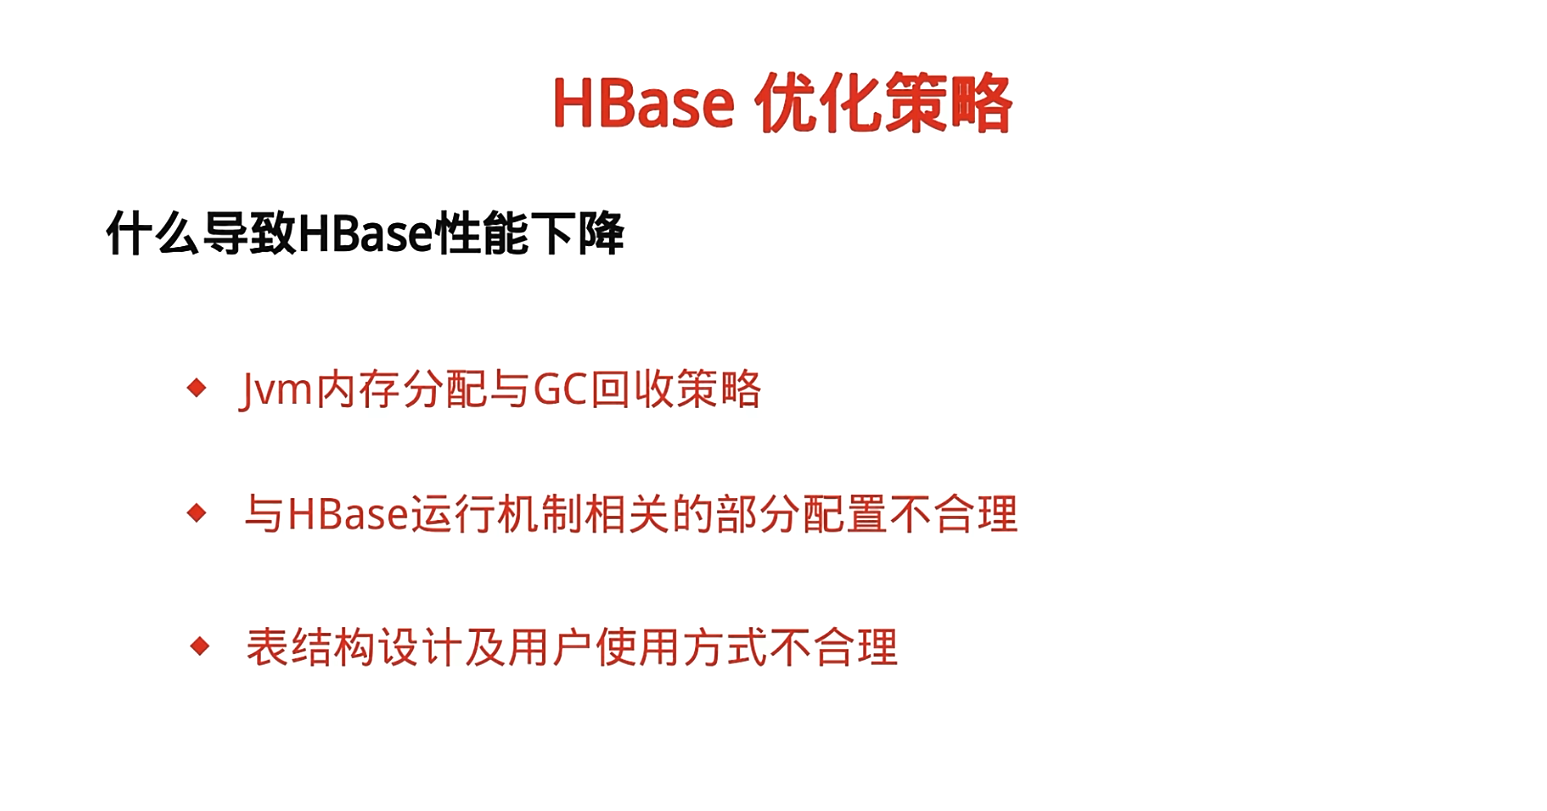 HBase 优化策略
什么导致HBase性能下降
◆ Jvm内存分配与GC回收策略
◆ 与HBase运行机制相关的部分配置不合理
◆ 表结构设计及用户使用方式不合理